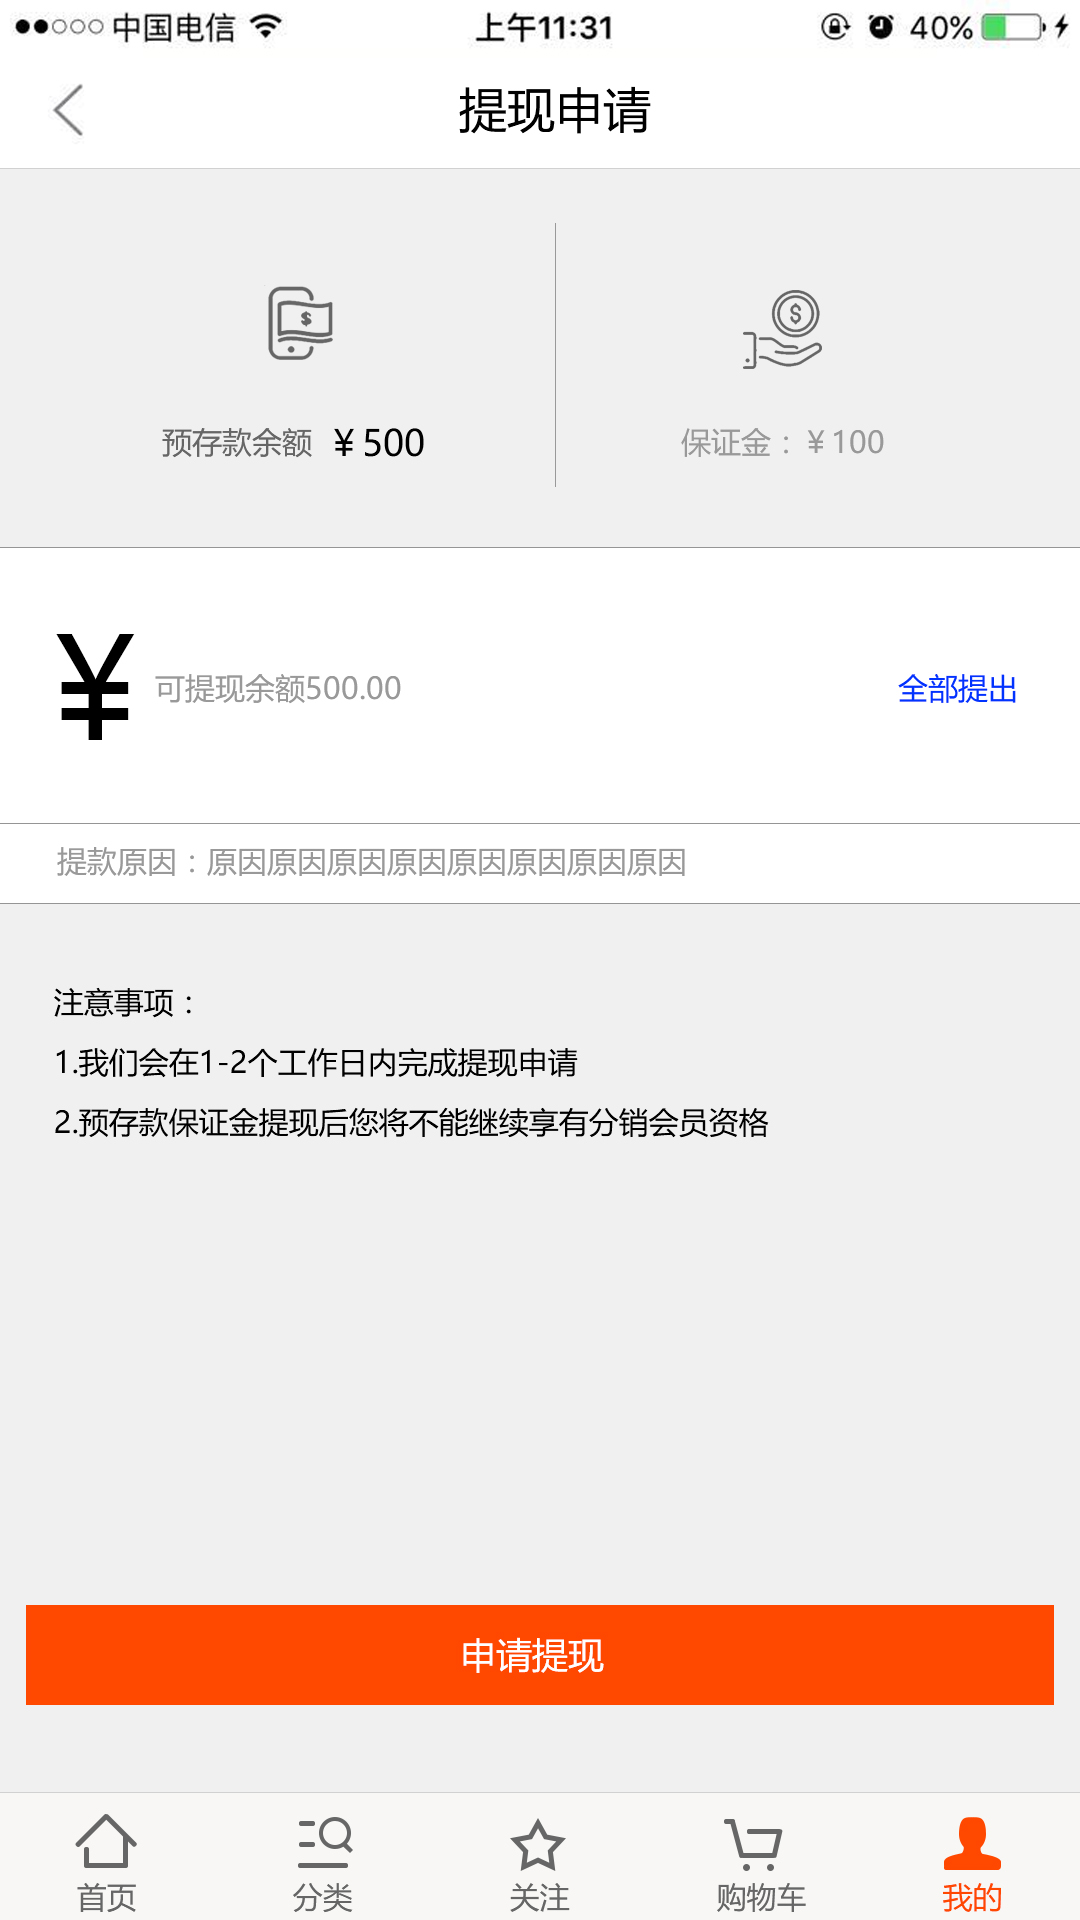 中国电信 上午11:31 40%
提现申请
预存款余额 ¥500 保证金：¥100
¥ 可提现余额500.00 全部提出
提款原因：原因原因原因原因原因原因原因原因
注意事项：
1.我们会在1-2个工作日内完成提现申请
2.预存款保证金提现后您将不能继续享有分销会员资格
申请提现
首页 分类 关注 购物车 我的